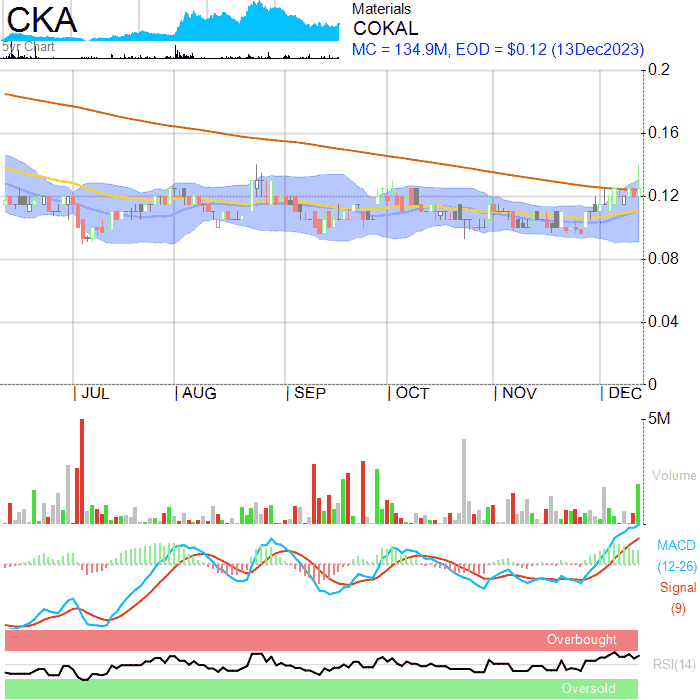 CKA
5yr Chart
Materials
COKAL
MC = 134.9M, EOD = $0.12 (13Dec2023)
0.2
0.16
0.12
0.08
0.04
0
JUL AUG SEP OCT NOV DEC
5M
Volume
MACD
(12-26)
Signal
(9)
Overbought
RSI(14)
Oversold